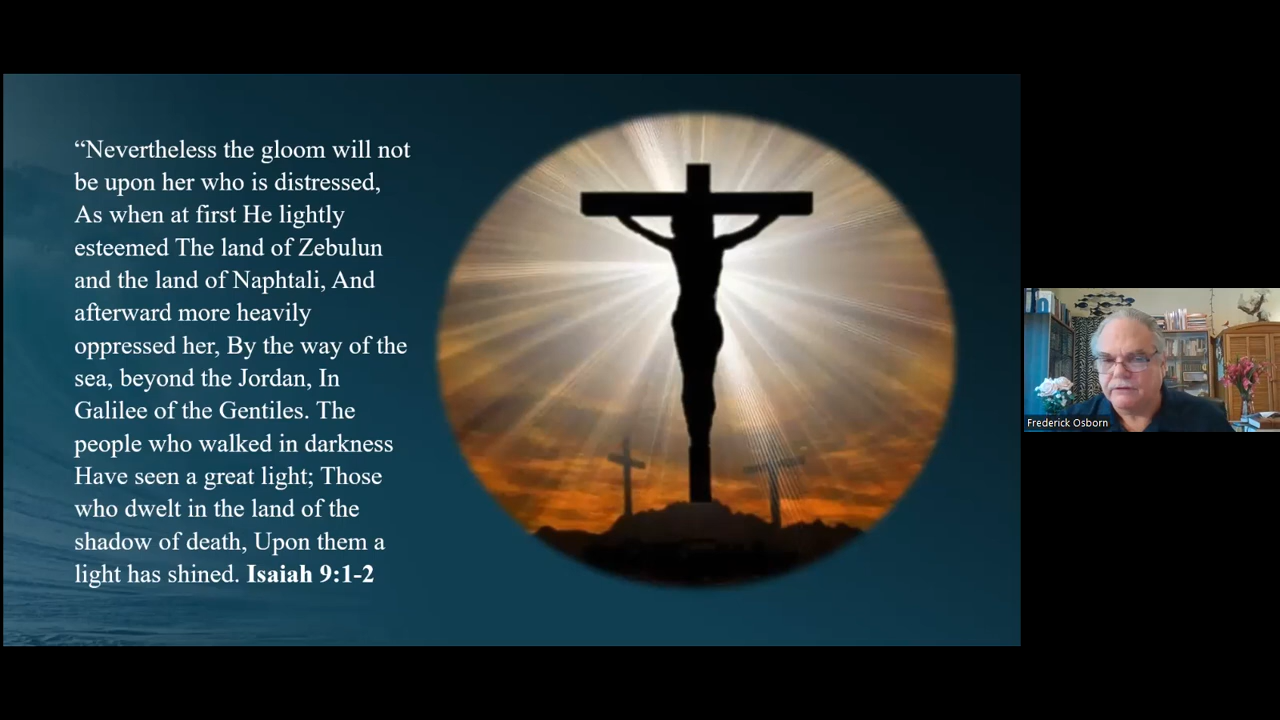 “Nevertheless the gloom will not
be upon her who is distressed,
As when at first He lightly
esteemed The land of Zebulun
and the land of Naphtali, And
afterward more heavily
oppressed her, By the way of the
sea, beyond the Jordan, In
Galilee of the Gentiles. The
people who walked in darkness
Have seen a great light; Those
who dwelt in the land of the
shadow of death, Upon them a
light has shined. Isaiah 9:1-2
Frederick Osborn